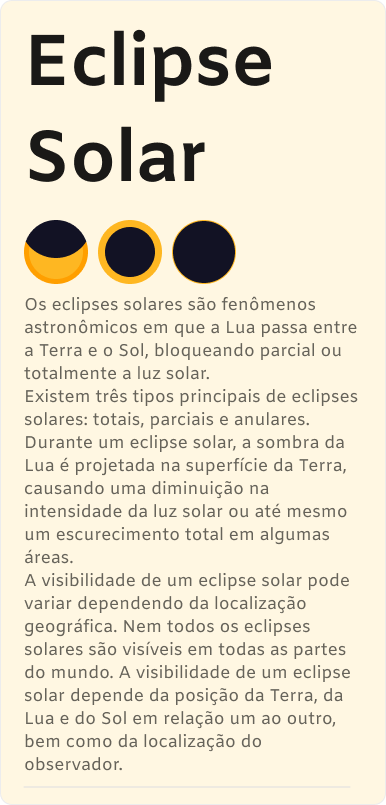 Eclipse
Solar
Os eclipses solares são fenômenos
astronômicos em que a Lua passa entre
a Terra e o Sol, bloqueando parcial ou
totalmente a luz solar.
Existem três tipos principais de eclipses
solares: totais, parciais e anulares.
Durante um eclipse solar, a sombra da
Lua é projetada na superfície da Terra,
causando uma diminuição na
intensidade da luz solar ou até mesmo
um escurecimento total em algumas
áreas.
A visibilidade de um eclipse solar pode
variar dependendo da localização
geográfica. Nem todos os eclipses
solares são visíveis em todas as partes
do mundo. A visibilidade de um eclipse
solar depende da posição da Terra, da
Lua e do Sol em relação um ao outro,
bem como da localização do
observador.